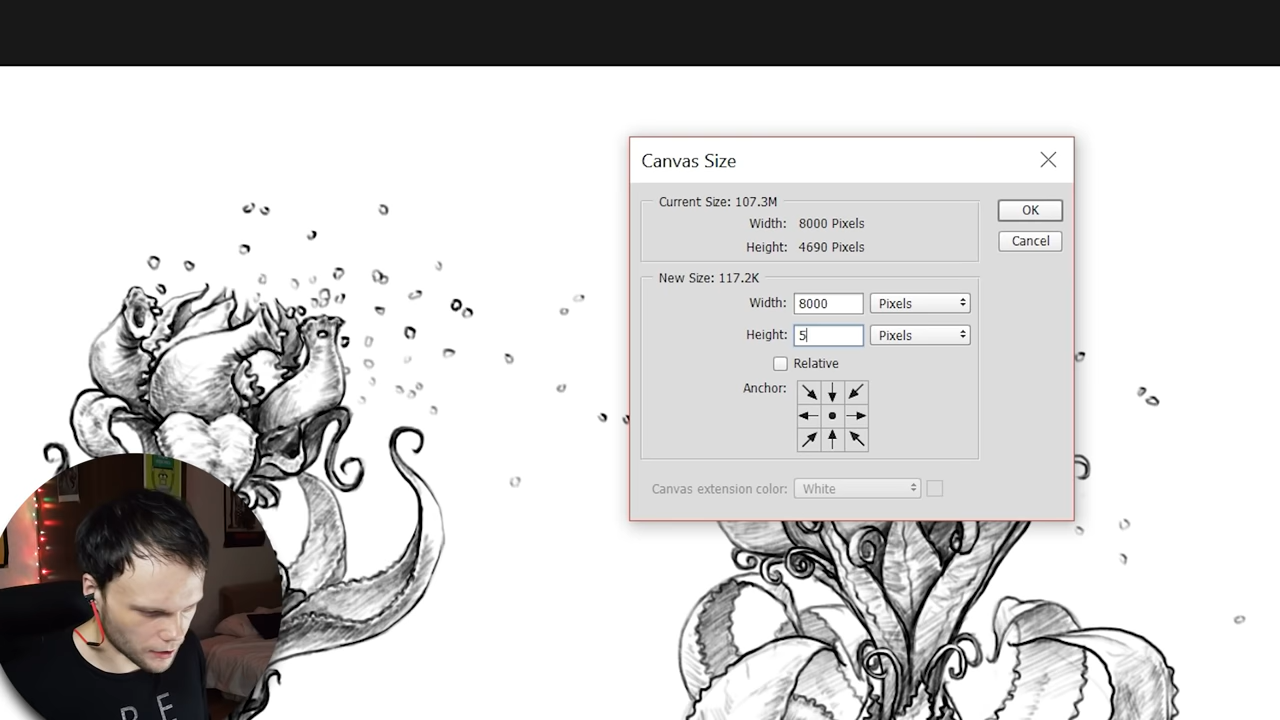 Canvas Size
Current Size: 107.3M
OK
Width: 8000 Pixels
Height: 4690 Pixels
Cancel
New Size: 117.2K
Width: 8000 Pixels
Height: 5 Pixels
Relative
Anchor:
Canvas extension color: White
R E